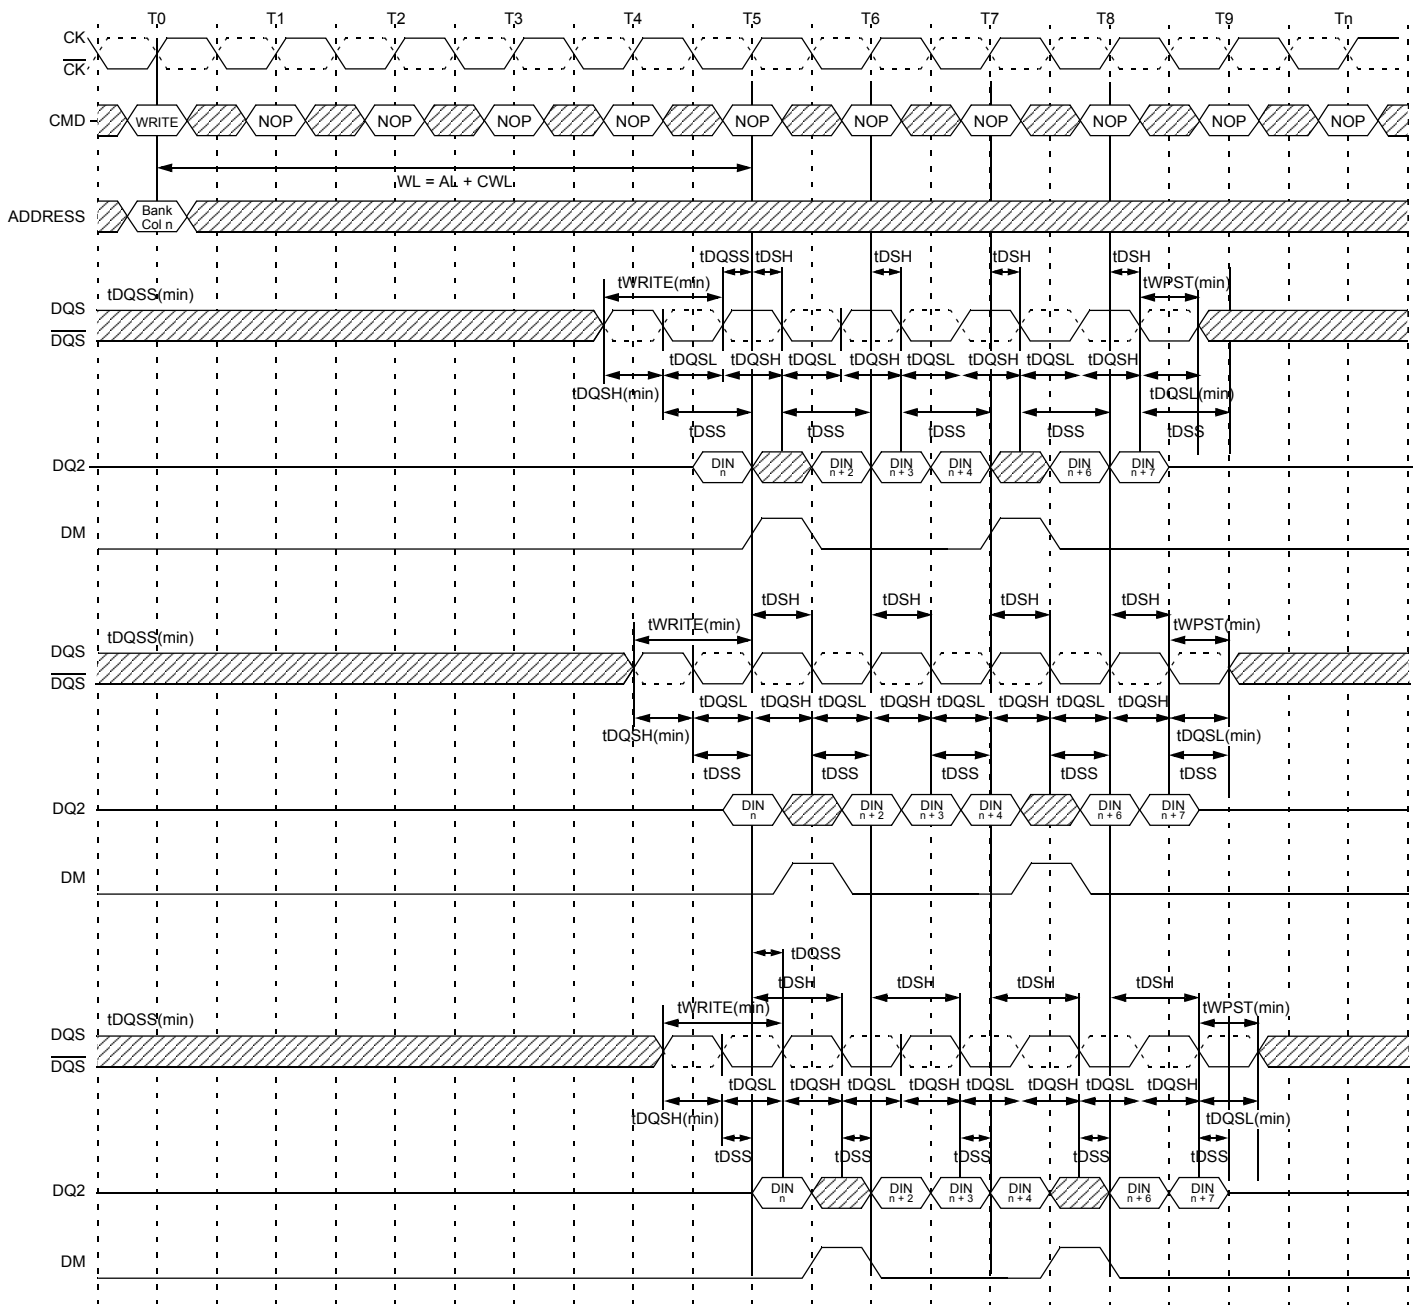 T0 T1 T2 T3 T4 T5 T6 T7 T8 T9 Tn
CK
CK
CMD WRITE NOP NOP NOP NOP NOP NOP NOP NOP NOP NOP
WL = AL + CWL
ADDRESS Bank
Col n
tDQSS tDSH tDSH tDSH tDSH
tDQSS(min) tWRITE(min) tWPST(min)
DQS
DQS
tDQSL tDQSH tDQSL tDQSH tDQSL tDQSH tDQSL tDQSH
tDQSH(min) tDQSL(min)
tDSS tDSS tDSS tDSS tDSS
DQ2 DIN DIN DIN DIN DIN DIN
n n + 2 n + 3 n + 4 n + 6 n + 7
DM
tDSH tDSH tDSH tDSH
tDQSS(min) tWRITE(min) tWPST(min)
DQS
DQS
tDQSL tDQSH tDQSL tDQSH tDQSL tDQSH tDQSL tDQSH
tDQSH(min) tDQSL(min)
tDSS tDSS tDSS tDSS tDSS
DQ2 DIN DIN DIN DIN DIN DIN
n n + 2 n + 3 n + 4 n + 6 n + 7
DM
tDQSS
tDSH tDSH tDSH tDSH
tDQSS(min) tWRITE(min) tWPST(min)
DQS
DQS
tDQSL tDQSH tDQSL tDQSH tDQSL tDQSH tDQSL tDQSH
tDQSH(min) tDQSL(min)
tDSS tDSS tDSS tDSS tDSS
DQ2 DIN DIN DIN DIN DIN DIN
n n + 2 n + 3 n + 4 n + 6 n + 7
DM